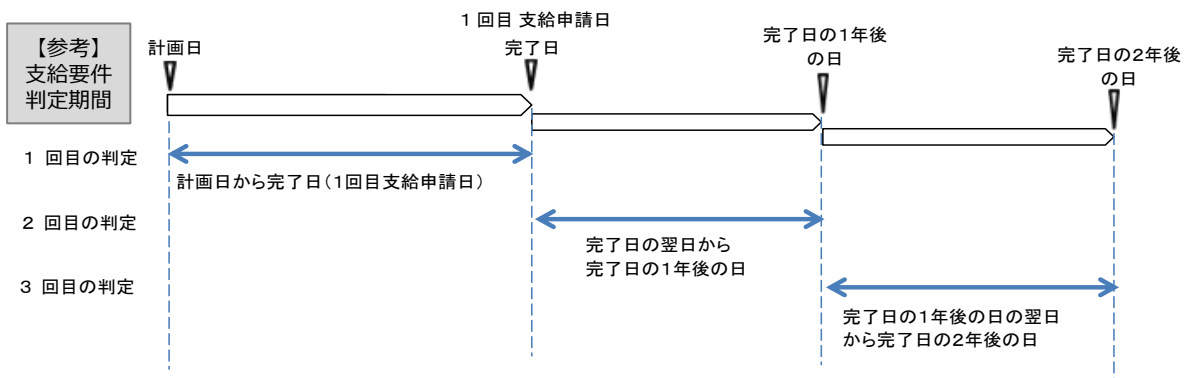 【参考】
支給要件
判定期間
計画日
1回目 支給申請日
完了日
完了日の1年後
の日
完了日の2年後
の日
1 回目の判定
計画日から完了日(1回目支給申請日)
2 回目の判定
完了日の翌日から
完了日の1年後の日
3 回目の判定
完了日の1年後の日の翌日
から完了日の2年後の日